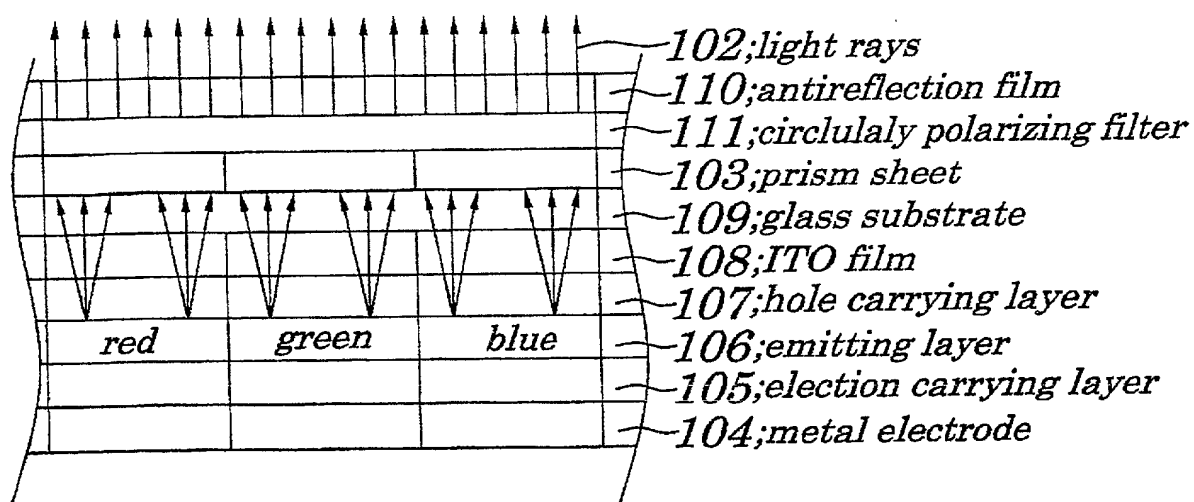 102;light rays
110;antireflection film
111;circlulaly polarizing filter
103;prism sheet
109;glass substrate
108;ITO film
107;hole carrying layer
red green blue
106;emitting layer
105;election carrying layer
104;metal electrode